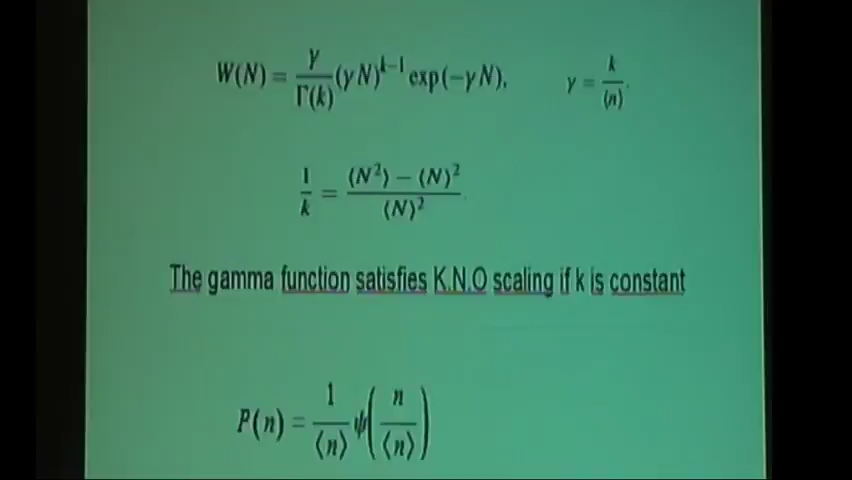 W(N) = γ/Γ(k) (γN)^{k−1} exp(−γN),    γ = k/⟨n⟩.
1/k = (⟨N²⟩ − ⟨N⟩²)/⟨N⟩².
The gamma function satisfies K.N.O scaling if k is constant
P(n) = 1/⟨n⟩ ψ(n/⟨n⟩)